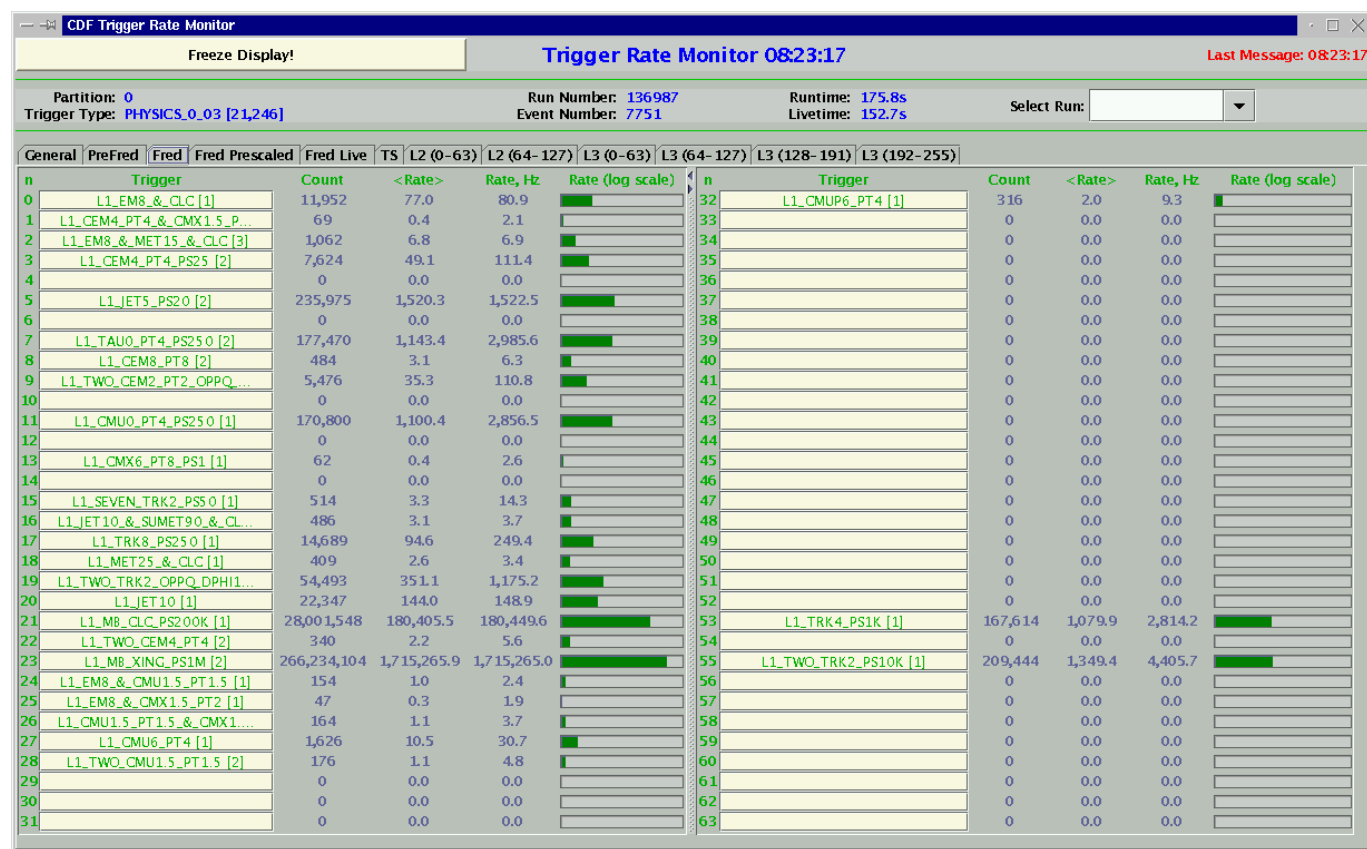 CDF Trigger Rate Monitor
Freeze Display! Trigger Rate Monitor 08:23:17 Last Message: 08:23:17
Partition: 0 Run Number: 136987 Runtime: 175.8s Select Run:
Trigger Type: PHYSICS_0_03 [21,246] Event Number: 7751 Livetime: 152.7s
General PreFred Fred Fred Prescaled Fred Live TS L2 (0-63) L2 (64-127) L3 (0-63) L3 (64-127) L3 (128-191) L3 (192-255)
n Trigger Count <Rate> Rate, Hz Rate (log scale) n Trigger Count <Rate> Rate, Hz Rate (log scale)
0 L1_EM8_&_CLC [1] 11,952 77.0 80.9 32 L1_CMUP6_PT4 [1] 316 2.0 9.3
1 L1_CEM4_PT4_&_CMX1.5_P... 69 0.4 2.1 33 0 0.0 0.0
2 L1_EM8_&_MET15_&_CLC [3] 1,062 6.8 6.9 34 0 0.0 0.0
3 L1_CEM4_PT4_PS25 [2] 7,624 49.1 111.4 35 0 0.0 0.0
4 0 0.0 0.0 36 0 0.0 0.0
5 L1_JET5_PS20 [2] 235,975 1,520.3 1,522.5 37 0 0.0 0.0
6 0 0.0 0.0 38 0 0.0 0.0
7 L1_TAU0_PT4_PS250 [2] 177,470 1,143.4 2,985.6 39 0 0.0 0.0
8 L1_CEM8_PT8 [2] 484 3.1 6.3 40 0 0.0 0.0
9 L1_TWO_CEM2_PT2_OPPQ_... 5,476 35.3 110.8 41 0 0.0 0.0
10 0 0.0 0.0 42 0 0.0 0.0
11 L1_CMU0_PT4_PS250 [1] 170,800 1,100.4 2,856.5 43 0 0.0 0.0
12 0 0.0 0.0 44 0 0.0 0.0
13 L1_CMX6_PT8_PS1 [1] 62 0.4 2.6 45 0 0.0 0.0
14 0 0.0 0.0 46 0 0.0 0.0
15 L1_SEVEN_TRK2_PS50 [1] 514 3.3 14.3 47 0 0.0 0.0
16 L1_JET10_&_SUMET90_&_CL... 486 3.1 3.7 48 0 0.0 0.0
17 L1_TRK8_PS250 [1] 14,689 94.6 249.4 49 0 0.0 0.0
18 L1_MET25_&_CLC [1] 409 2.6 3.4 50 0 0.0 0.0
19 L1_TWO_TRK2_OPPQ_DPHI1... 54,493 351.1 1,175.2 51 0 0.0 0.0
20 L1_JET10 [1] 22,347 144.0 148.9 52 0 0.0 0.0
21 L1_MB_CLC_PS200K [1] 28,001,548 180,405.5 180,449.6 53 L1_TRK4_PS1K [1] 167,614 1,079.9 2,814.2
22 L1_TWO_CEM4_PT4 [2] 340 2.2 5.6 54 0 0.0 0.0
23 L1_MB_XING_PS1M [2] 266,234,104 1,715,265.9 1,715,265.0 55 L1_TWO_TRK2_PS10K [1] 209,444 1,349.4 4,405.7
24 L1_EM8_&_CMU1.5_PT1.5 [1] 154 1.0 2.4 56 0 0.0 0.0
25 L1_EM8_&_CMX1.5_PT2 [1] 47 0.3 1.9 57 0 0.0 0.0
26 L1_CMU1.5_PT1.5_&_CMX1.... 164 1.1 3.7 58 0 0.0 0.0
27 L1_CMU6_PT4 [1] 1,626 10.5 30.7 59 0 0.0 0.0
28 L1_TWO_CMU1.5_PT1.5 [2] 176 1.1 4.8 60 0 0.0 0.0
29 0 0.0 0.0 61 0 0.0 0.0
30 0 0.0 0.0 62 0 0.0 0.0
31 0 0.0 0.0 63 0 0.0 0.0